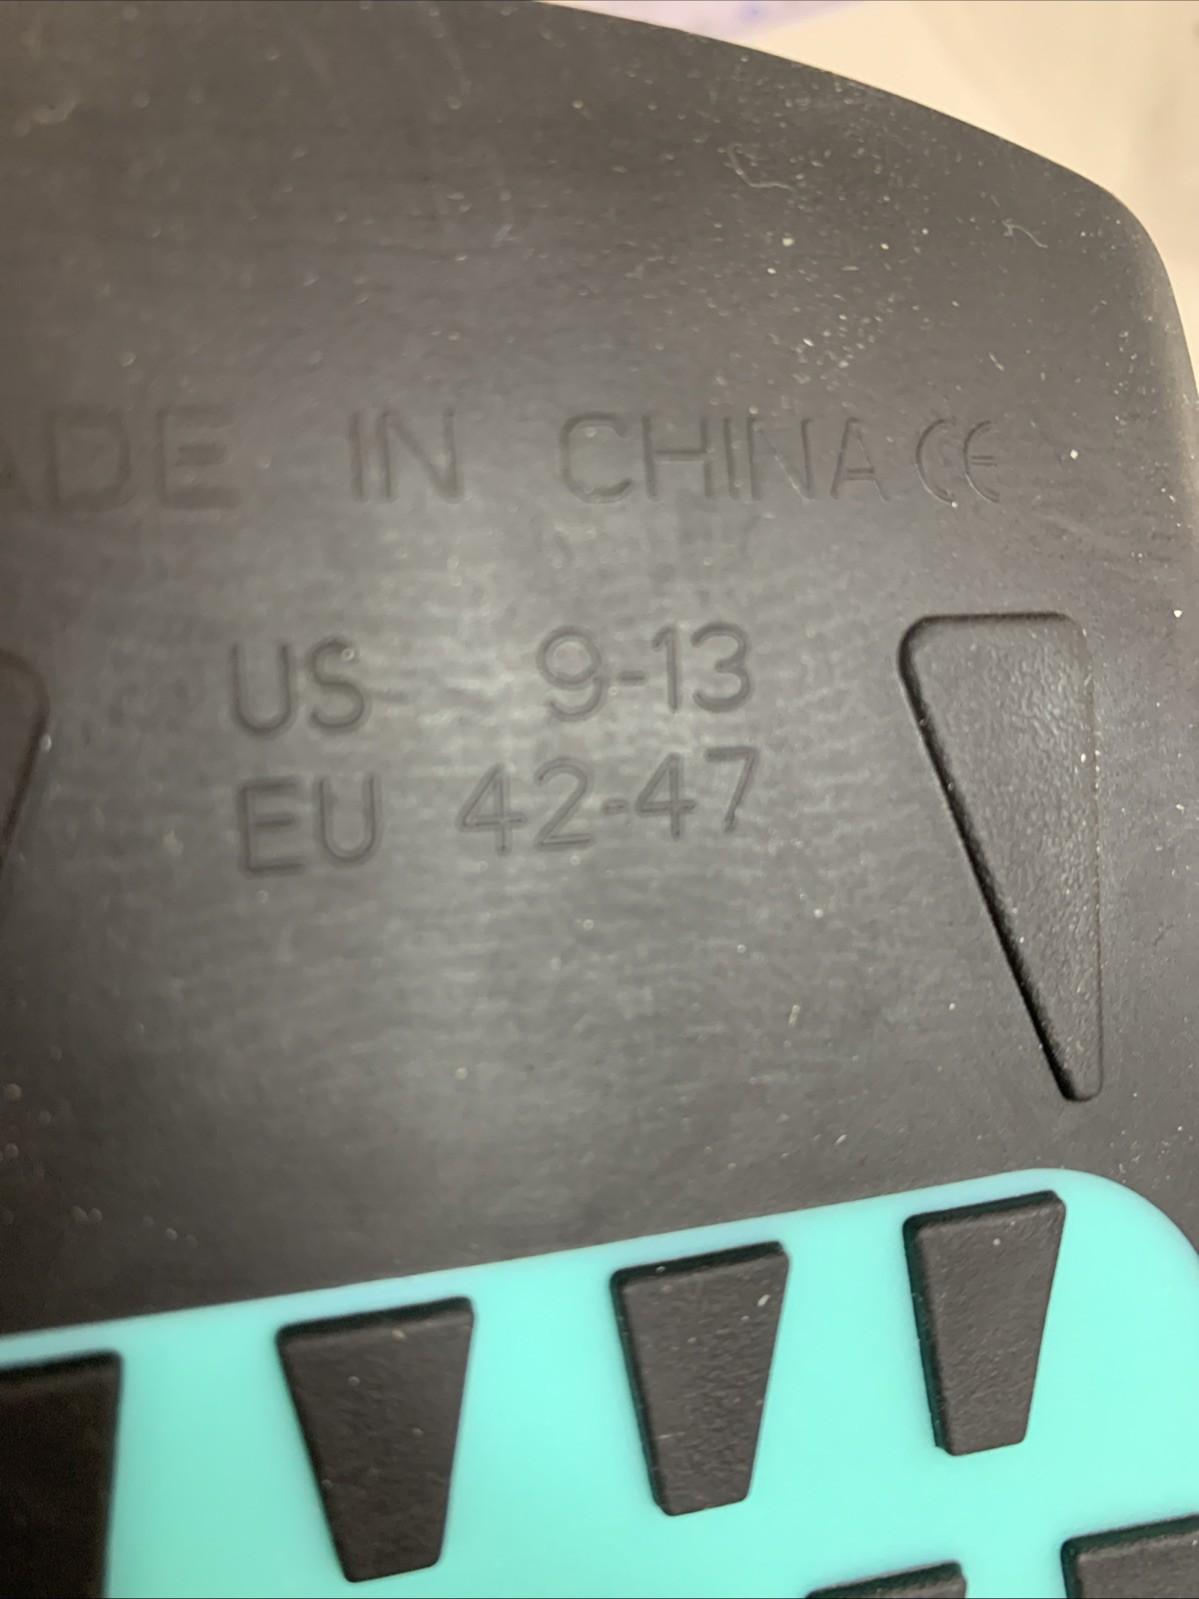 ADE IN CHINA CE
US 9-13
EU 42-47